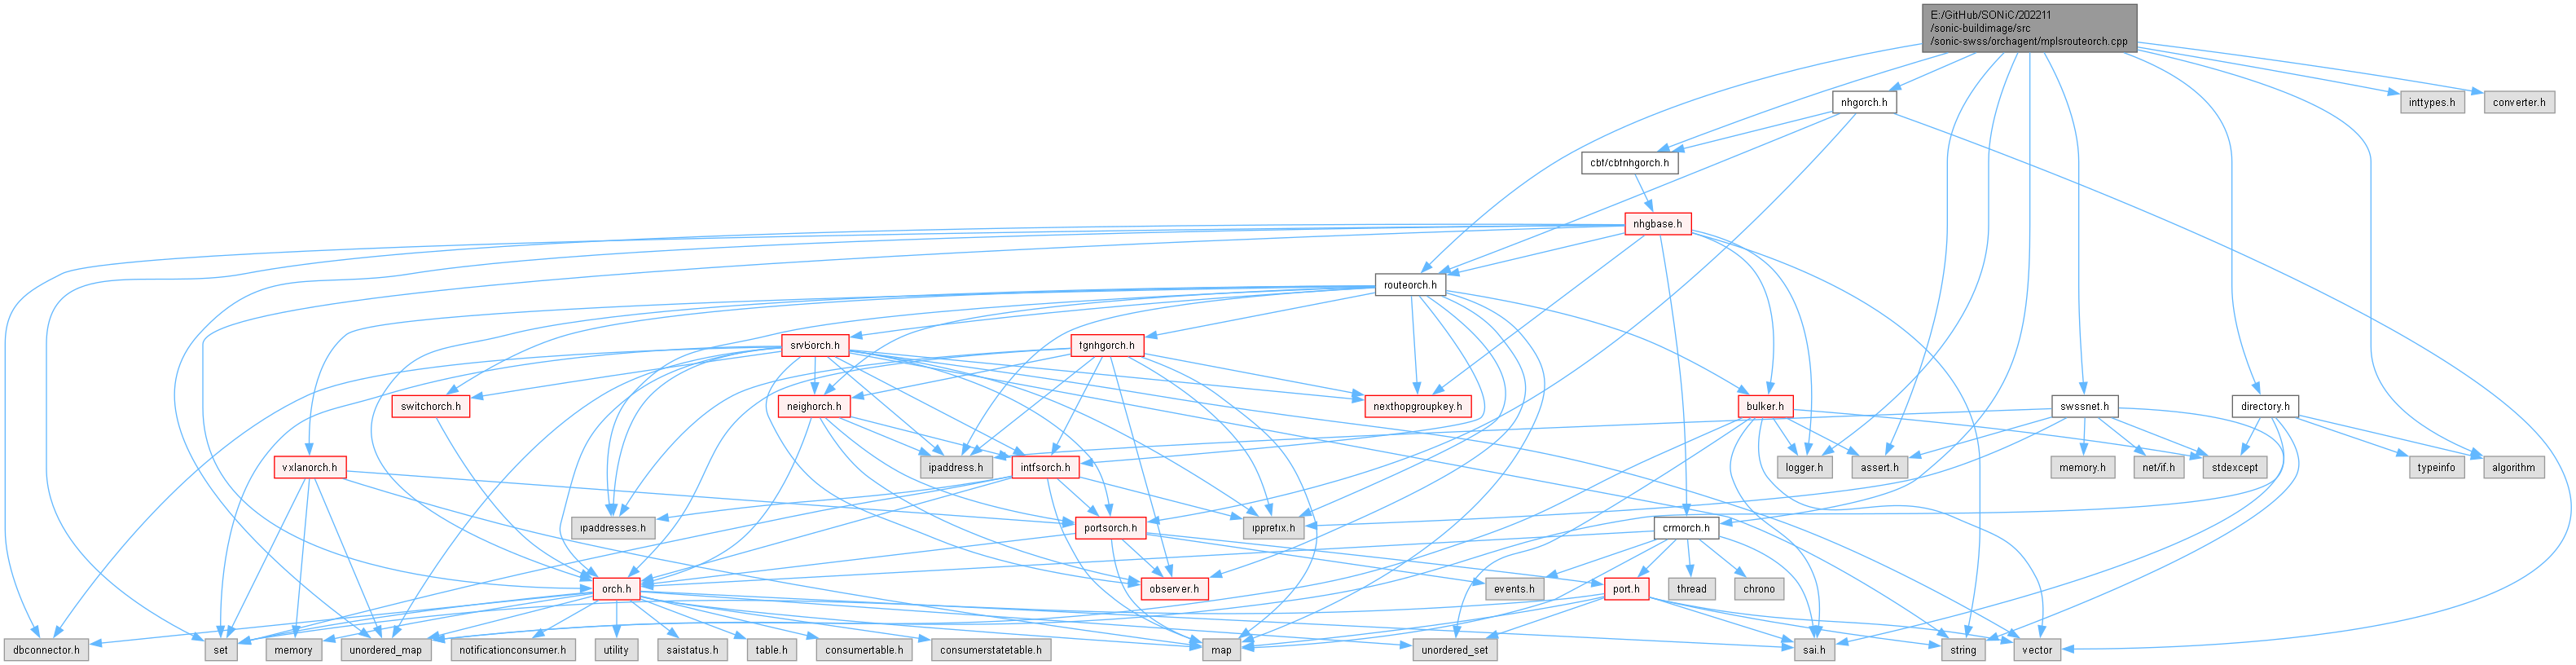 E:/GitHub/SONiC/202211
/sonic-buildimage/src
/sonic-swss/orchagent/mplsrouteorch.cpp
nhgorch.h
inttypes.h
converter.h
cbf/cbfnhgorch.h
nhgbase.h
routeorch.h
srv6orch.h
fgnhgorch.h
switchorch.h
neighorch.h
nexthopgroupkey.h
bulker.h
swssnet.h
directory.h
vxlanorch.h
ipaddress.h
intfsorch.h
logger.h
assert.h
memory.h
net/if.h
stdexcept
typeinfo
algorithm
ipaddresses.h
portsorch.h
ipprefix.h
crmorch.h
orch.h
observer.h
events.h
port.h
thread
chrono
dbconnector.h
set
memory
unordered_map
notificationconsumer.h
utility
saistatus.h
table.h
consumertable.h
consumerstatetable.h
map
unordered_set
sai.h
string
vector